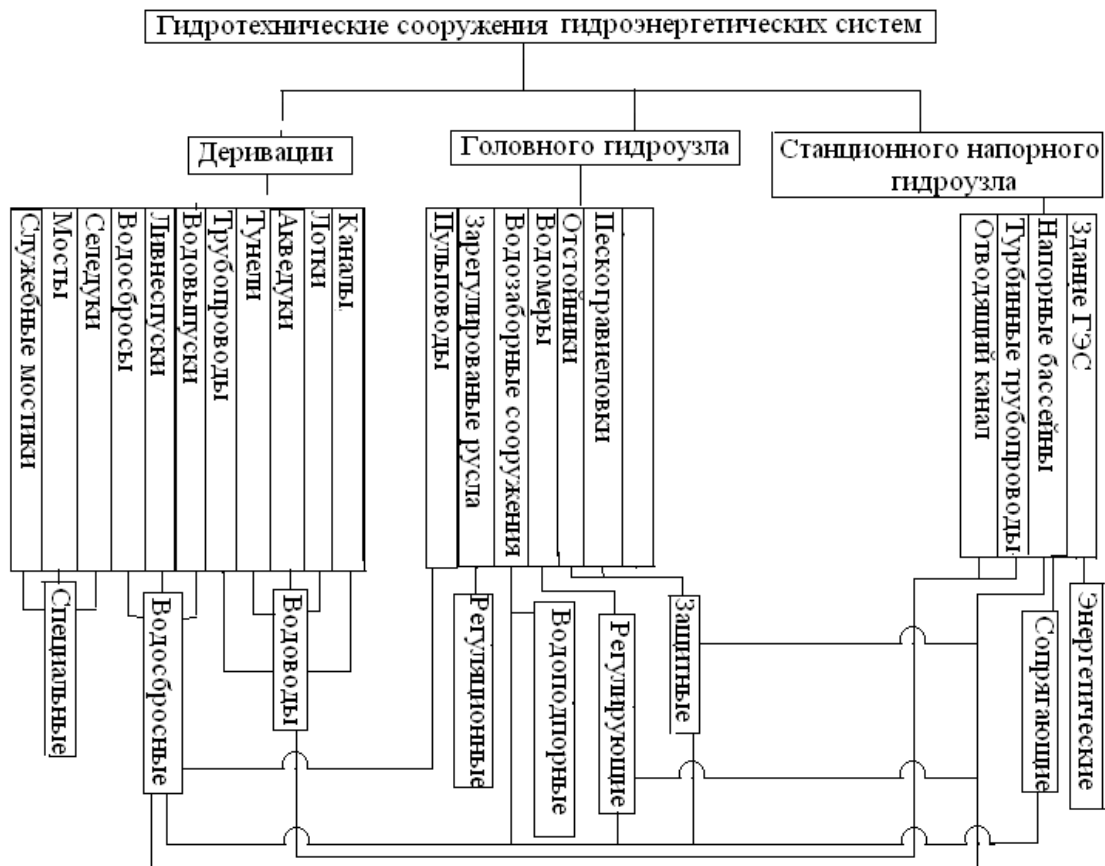 Гидротехнические сооружения гидроэнергетических систем
Деривации
Головного гидроузла
Станционного напорного
гидроузла
Служебные мостики
Мосты
Селедуки
Водосбросы
Ливнеспуски
Водовыпуски
Трубопроводы
Тунели
Акведуки
Лотки
Каналы
Пульповоды
Зарегулированые русла
Водозаборные сооружения
Водомеры
Отстойники
Пескогравиеловки
Отводящий канал
Турбинные трубопроводы
Напорные бассейны
Здание ГЭС
Специальные
Водосбросные
Водоводы
Регуляционные
Водоподпорные
Регулирующие
Защитные
Сопрягающие
Энергетические